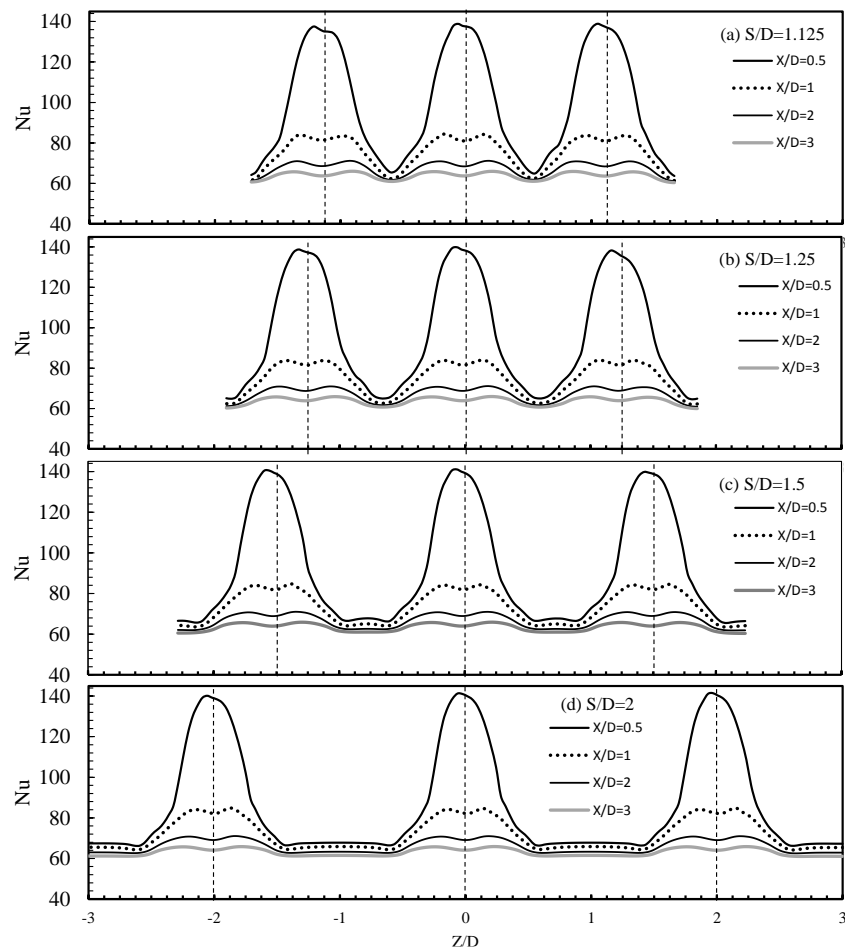 140
120
100
80
60
40
Nu
(a) S/D=1.125
X/D=0.5
X/D=1
X/D=2
X/D=3
3
140
120
100
80
60
40
Nu
(b) S/D=1.25
X/D=0.5
X/D=1
X/D=2
X/D=3
140
120
100
80
60
40
Nu
(c) S/D=1.5
X/D=0.5
X/D=1
X/D=2
X/D=3
140
120
100
80
60
40
Nu
(d) S/D=2
X/D=0.5
X/D=1
X/D=2
X/D=3
-3 -2 -1 0 1 2 3
Z/D